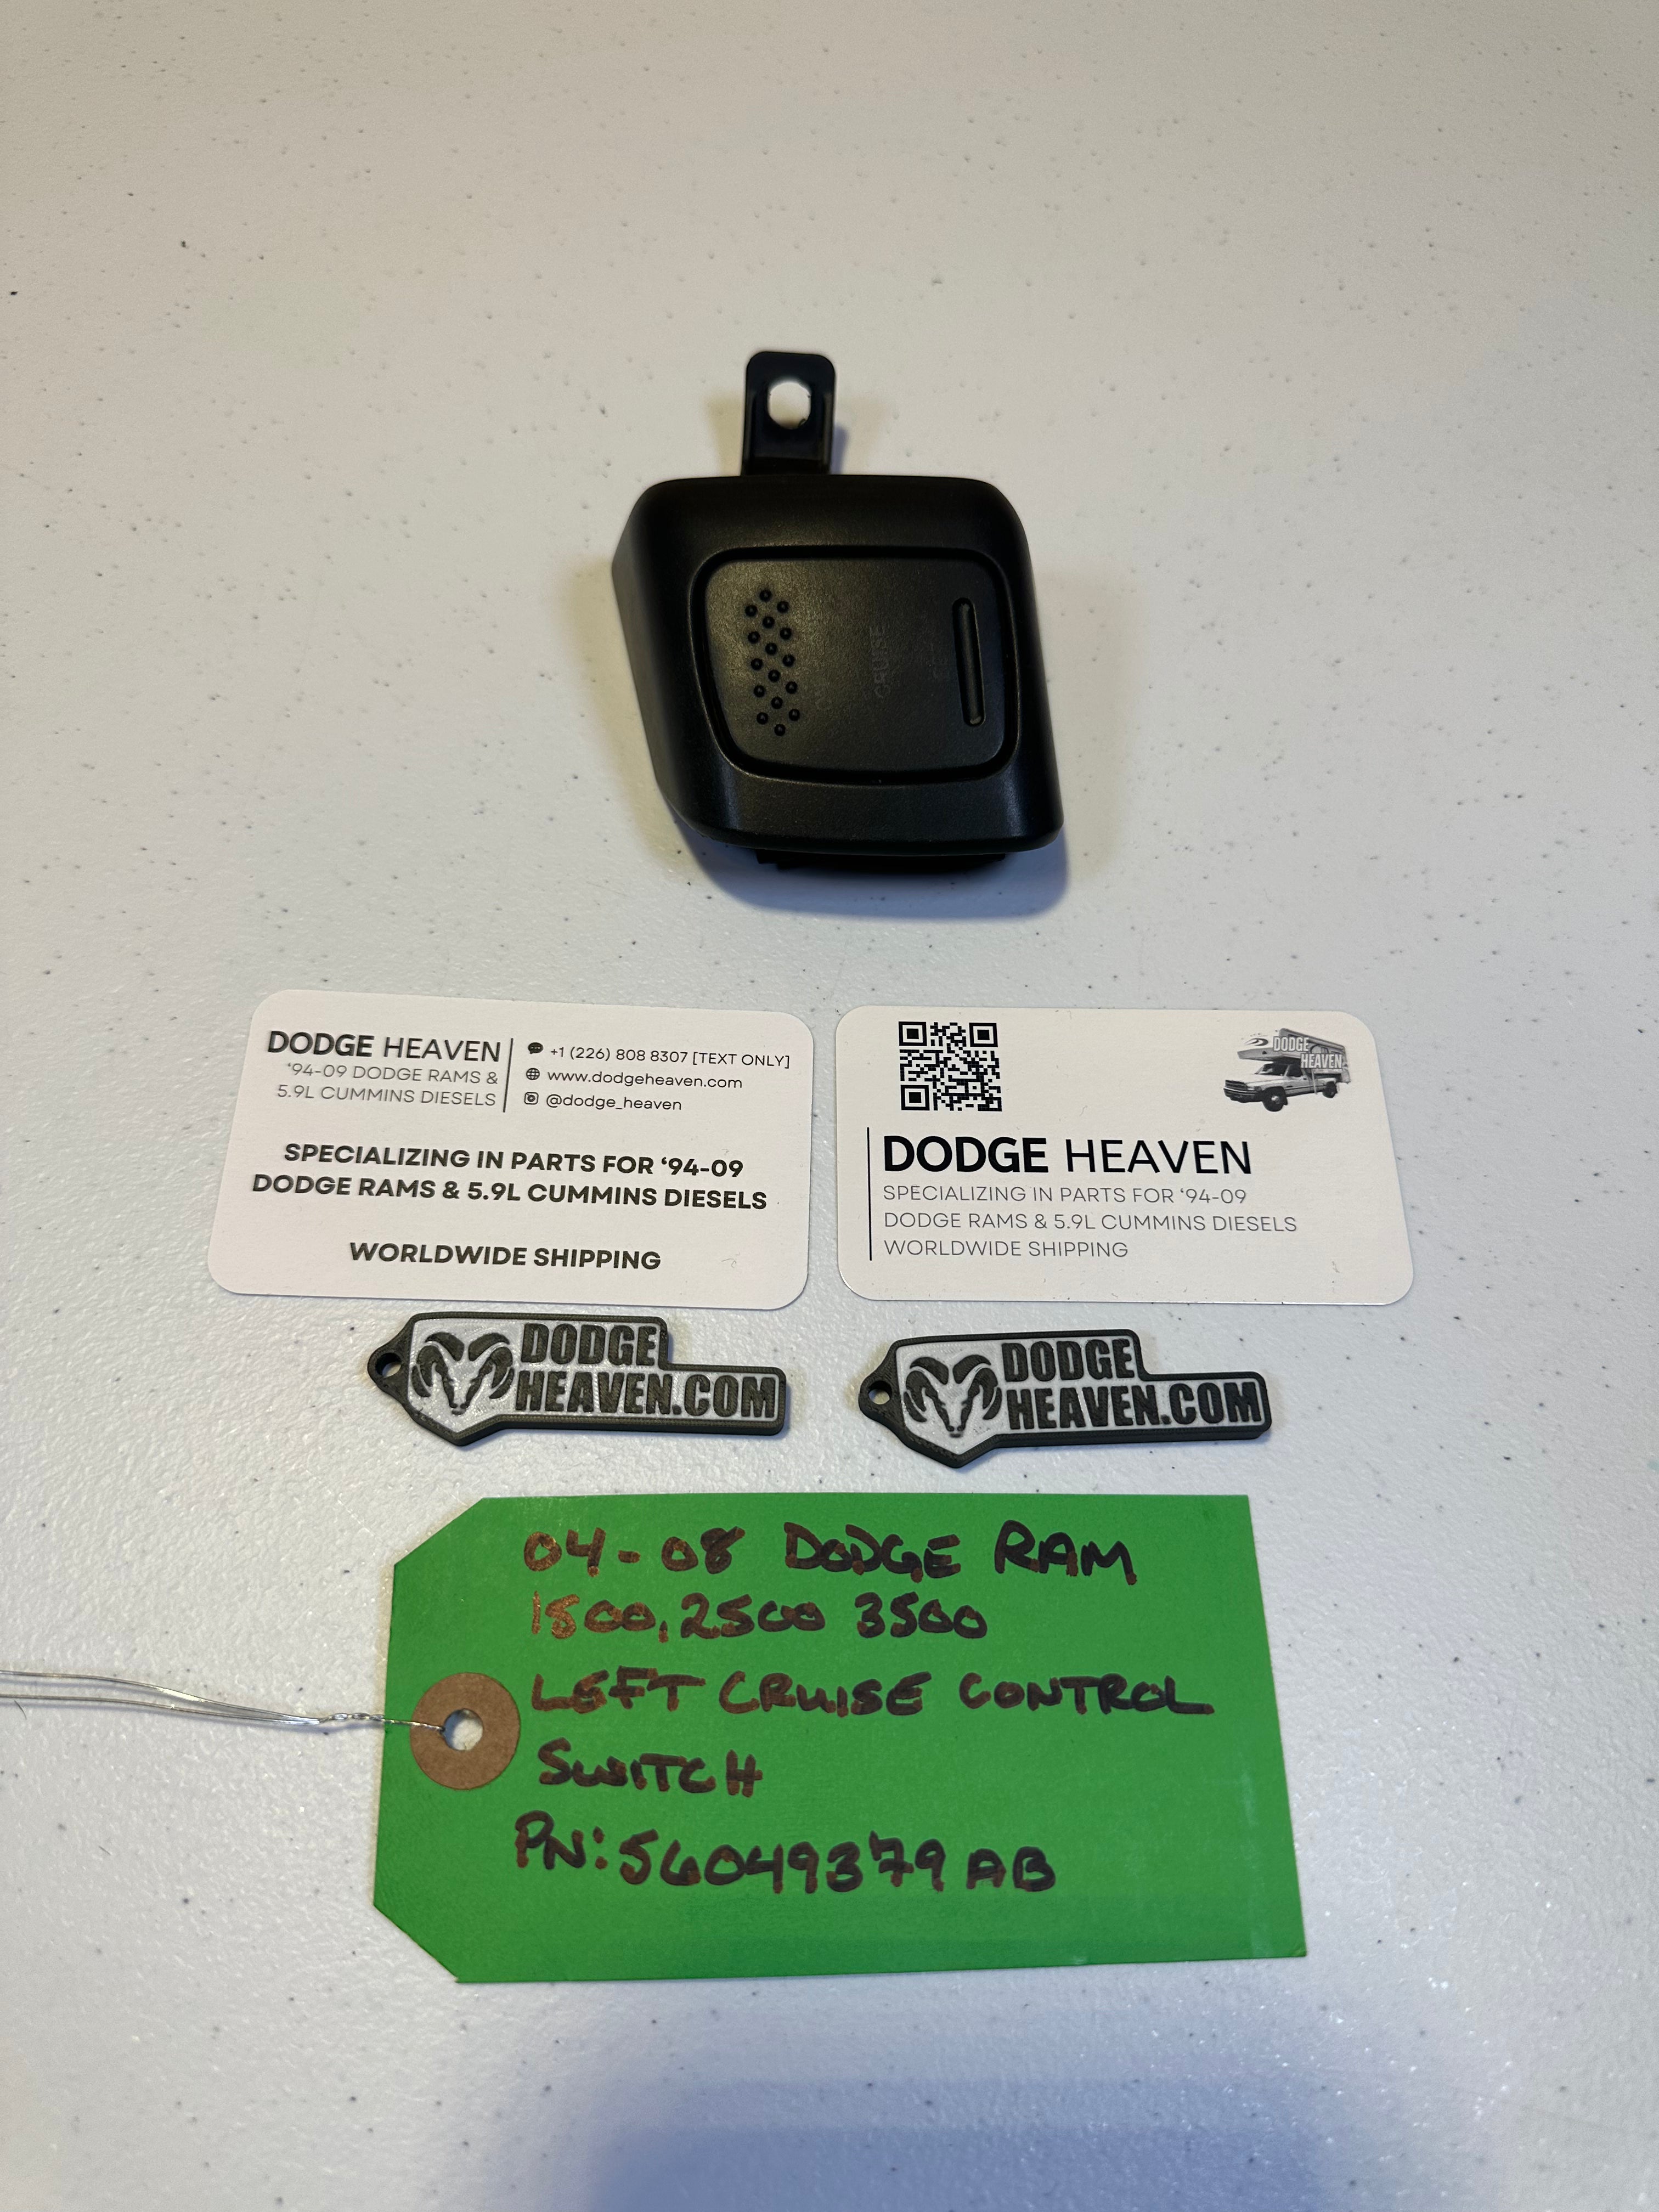 CRUISE
DODGE HEAVEN
‘94-09 DODGE RAMS &
5.9L CUMMINS DIESELS
+1 (226) 808 8307 [TEXT ONLY]
www.dodgeheaven.com
@dodge_heaven
SPECIALIZING IN PARTS FOR ‘94-09
DODGE RAMS & 5.9L CUMMINS DIESELS
WORLDWIDE SHIPPING
DODGE
HEAVEN
DODGE HEAVEN
SPECIALIZING IN PARTS FOR ‘94-09
DODGE RAMS & 5.9L CUMMINS DIESELS
WORLDWIDE SHIPPING
DODGE
HEAVEN.COM
DODGE
HEAVEN.COM
04-08 DODGE RAM
1500, 2500 3500
LEFT CRUISE CONTROL
SWITCH
PN: 56049379 AB